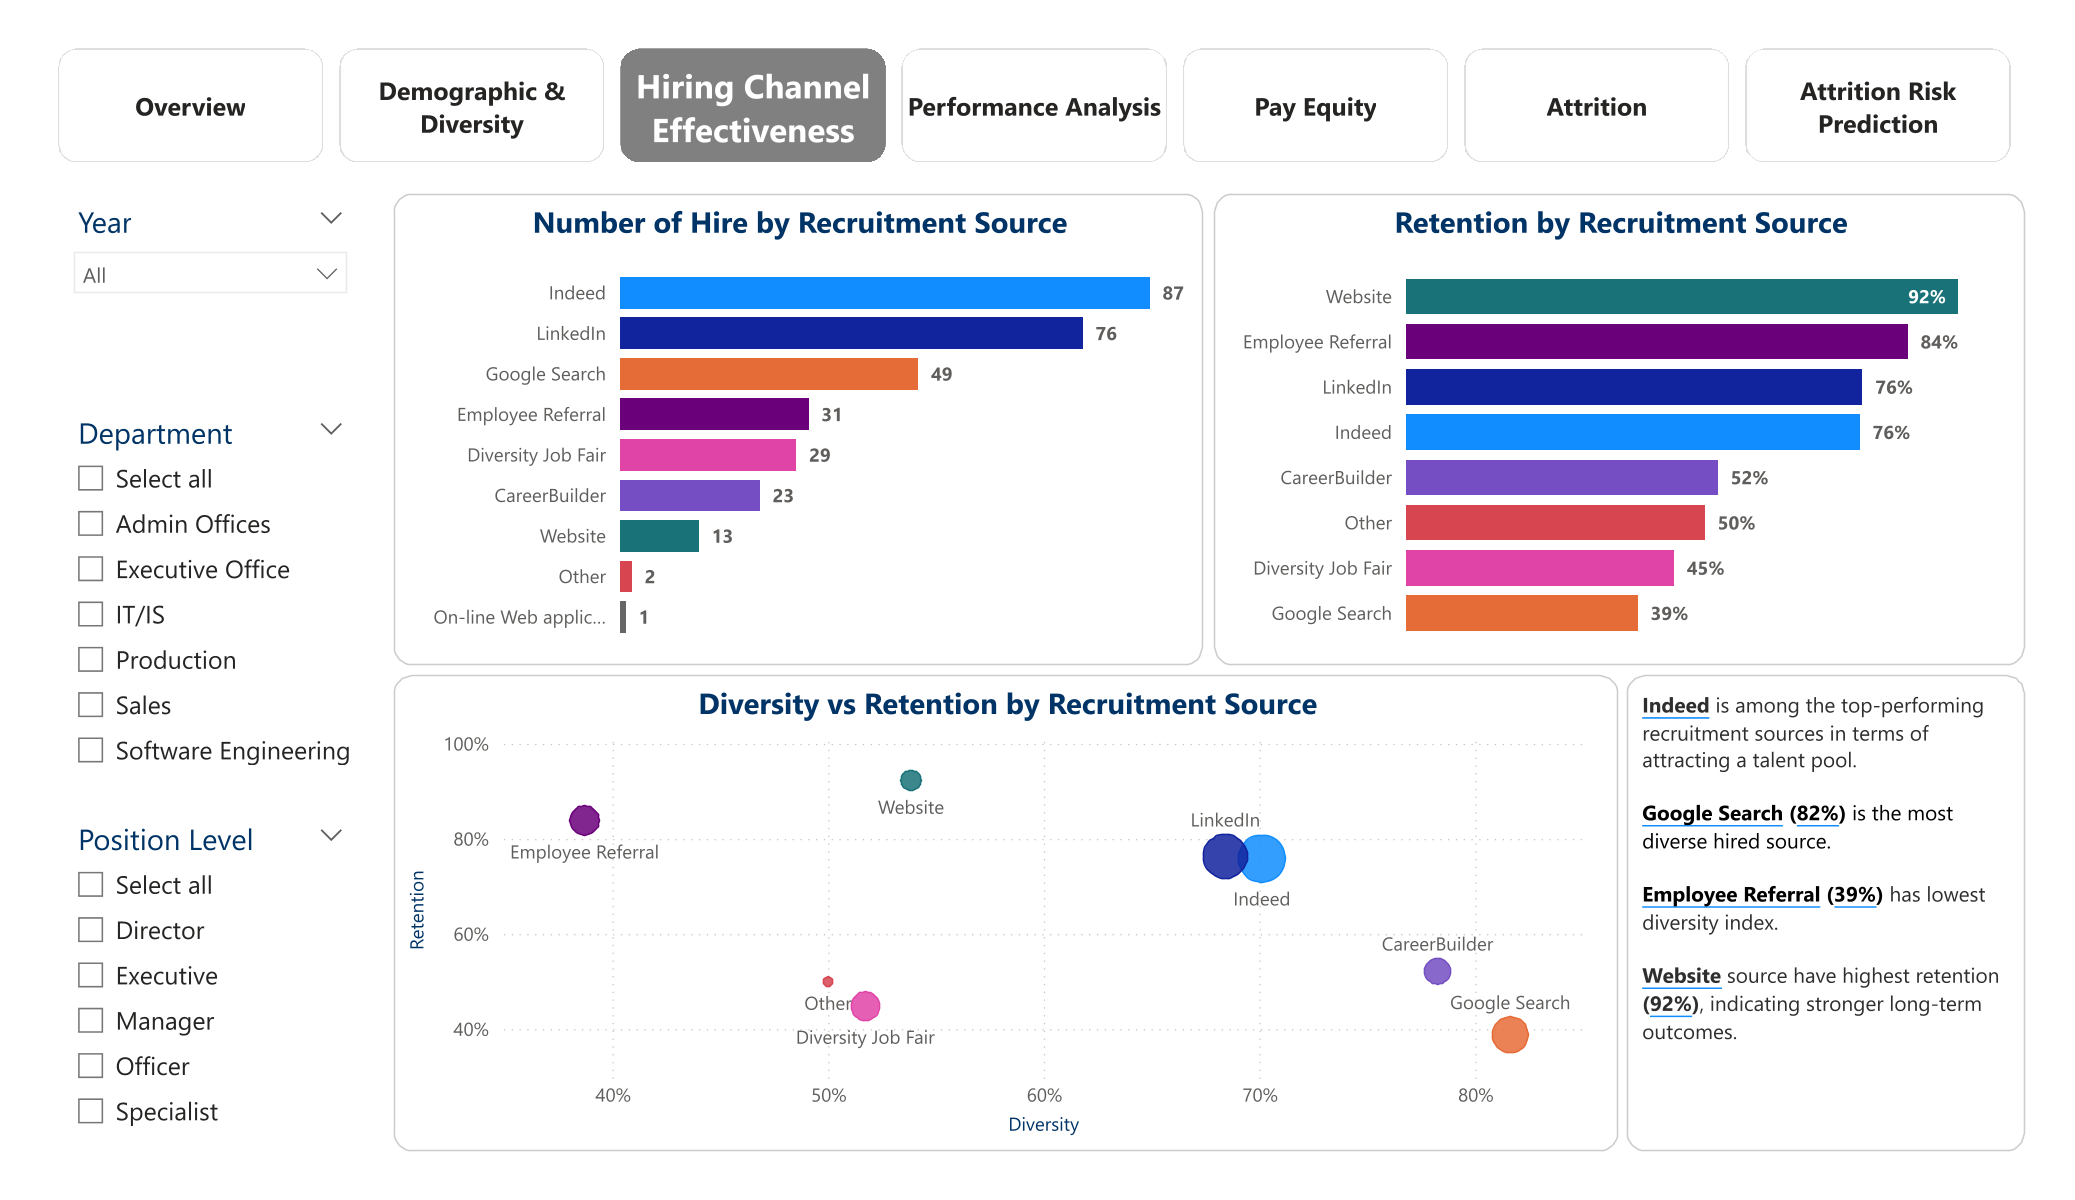 Overview
Demographic &
Diversity
Hiring Channel
Effectiveness
Performance Analysis
Pay Equity
Attrition
Attrition Risk
Prediction
Year
All
Department
Select all
Admin Offices
Executive Office
IT/IS
Production
Sales
Software Engineering
Position Level
Select all
Director
Executive
Manager
Officer
Specialist
Number of Hire by Recruitment Source
Indeed 87
LinkedIn 76
Google Search 49
Employee Referral 31
Diversity Job Fair 29
CareerBuilder 23
Website 13
Other 2
On-line Web applic... 1
Retention by Recruitment Source
Website 92%
Employee Referral 84%
LinkedIn 76%
Indeed 76%
CareerBuilder 52%
Other 50%
Diversity Job Fair 45%
Google Search 39%
Diversity vs Retention by Recruitment Source
Retention
100%
80%
60%
40%
Website
LinkedIn
Employee Referral
Indeed
CareerBuilder
Other
Google Search
Diversity Job Fair
40% 50% 60% 70% 80%
Diversity
Indeed is among the top-performing
recruitment sources in terms of
attracting a talent pool.
Google Search (82%) is the most
diverse hired source.
Employee Referral (39%) has lowest
diversity index.
Website source have highest retention
(92%), indicating stronger long-term
outcomes.